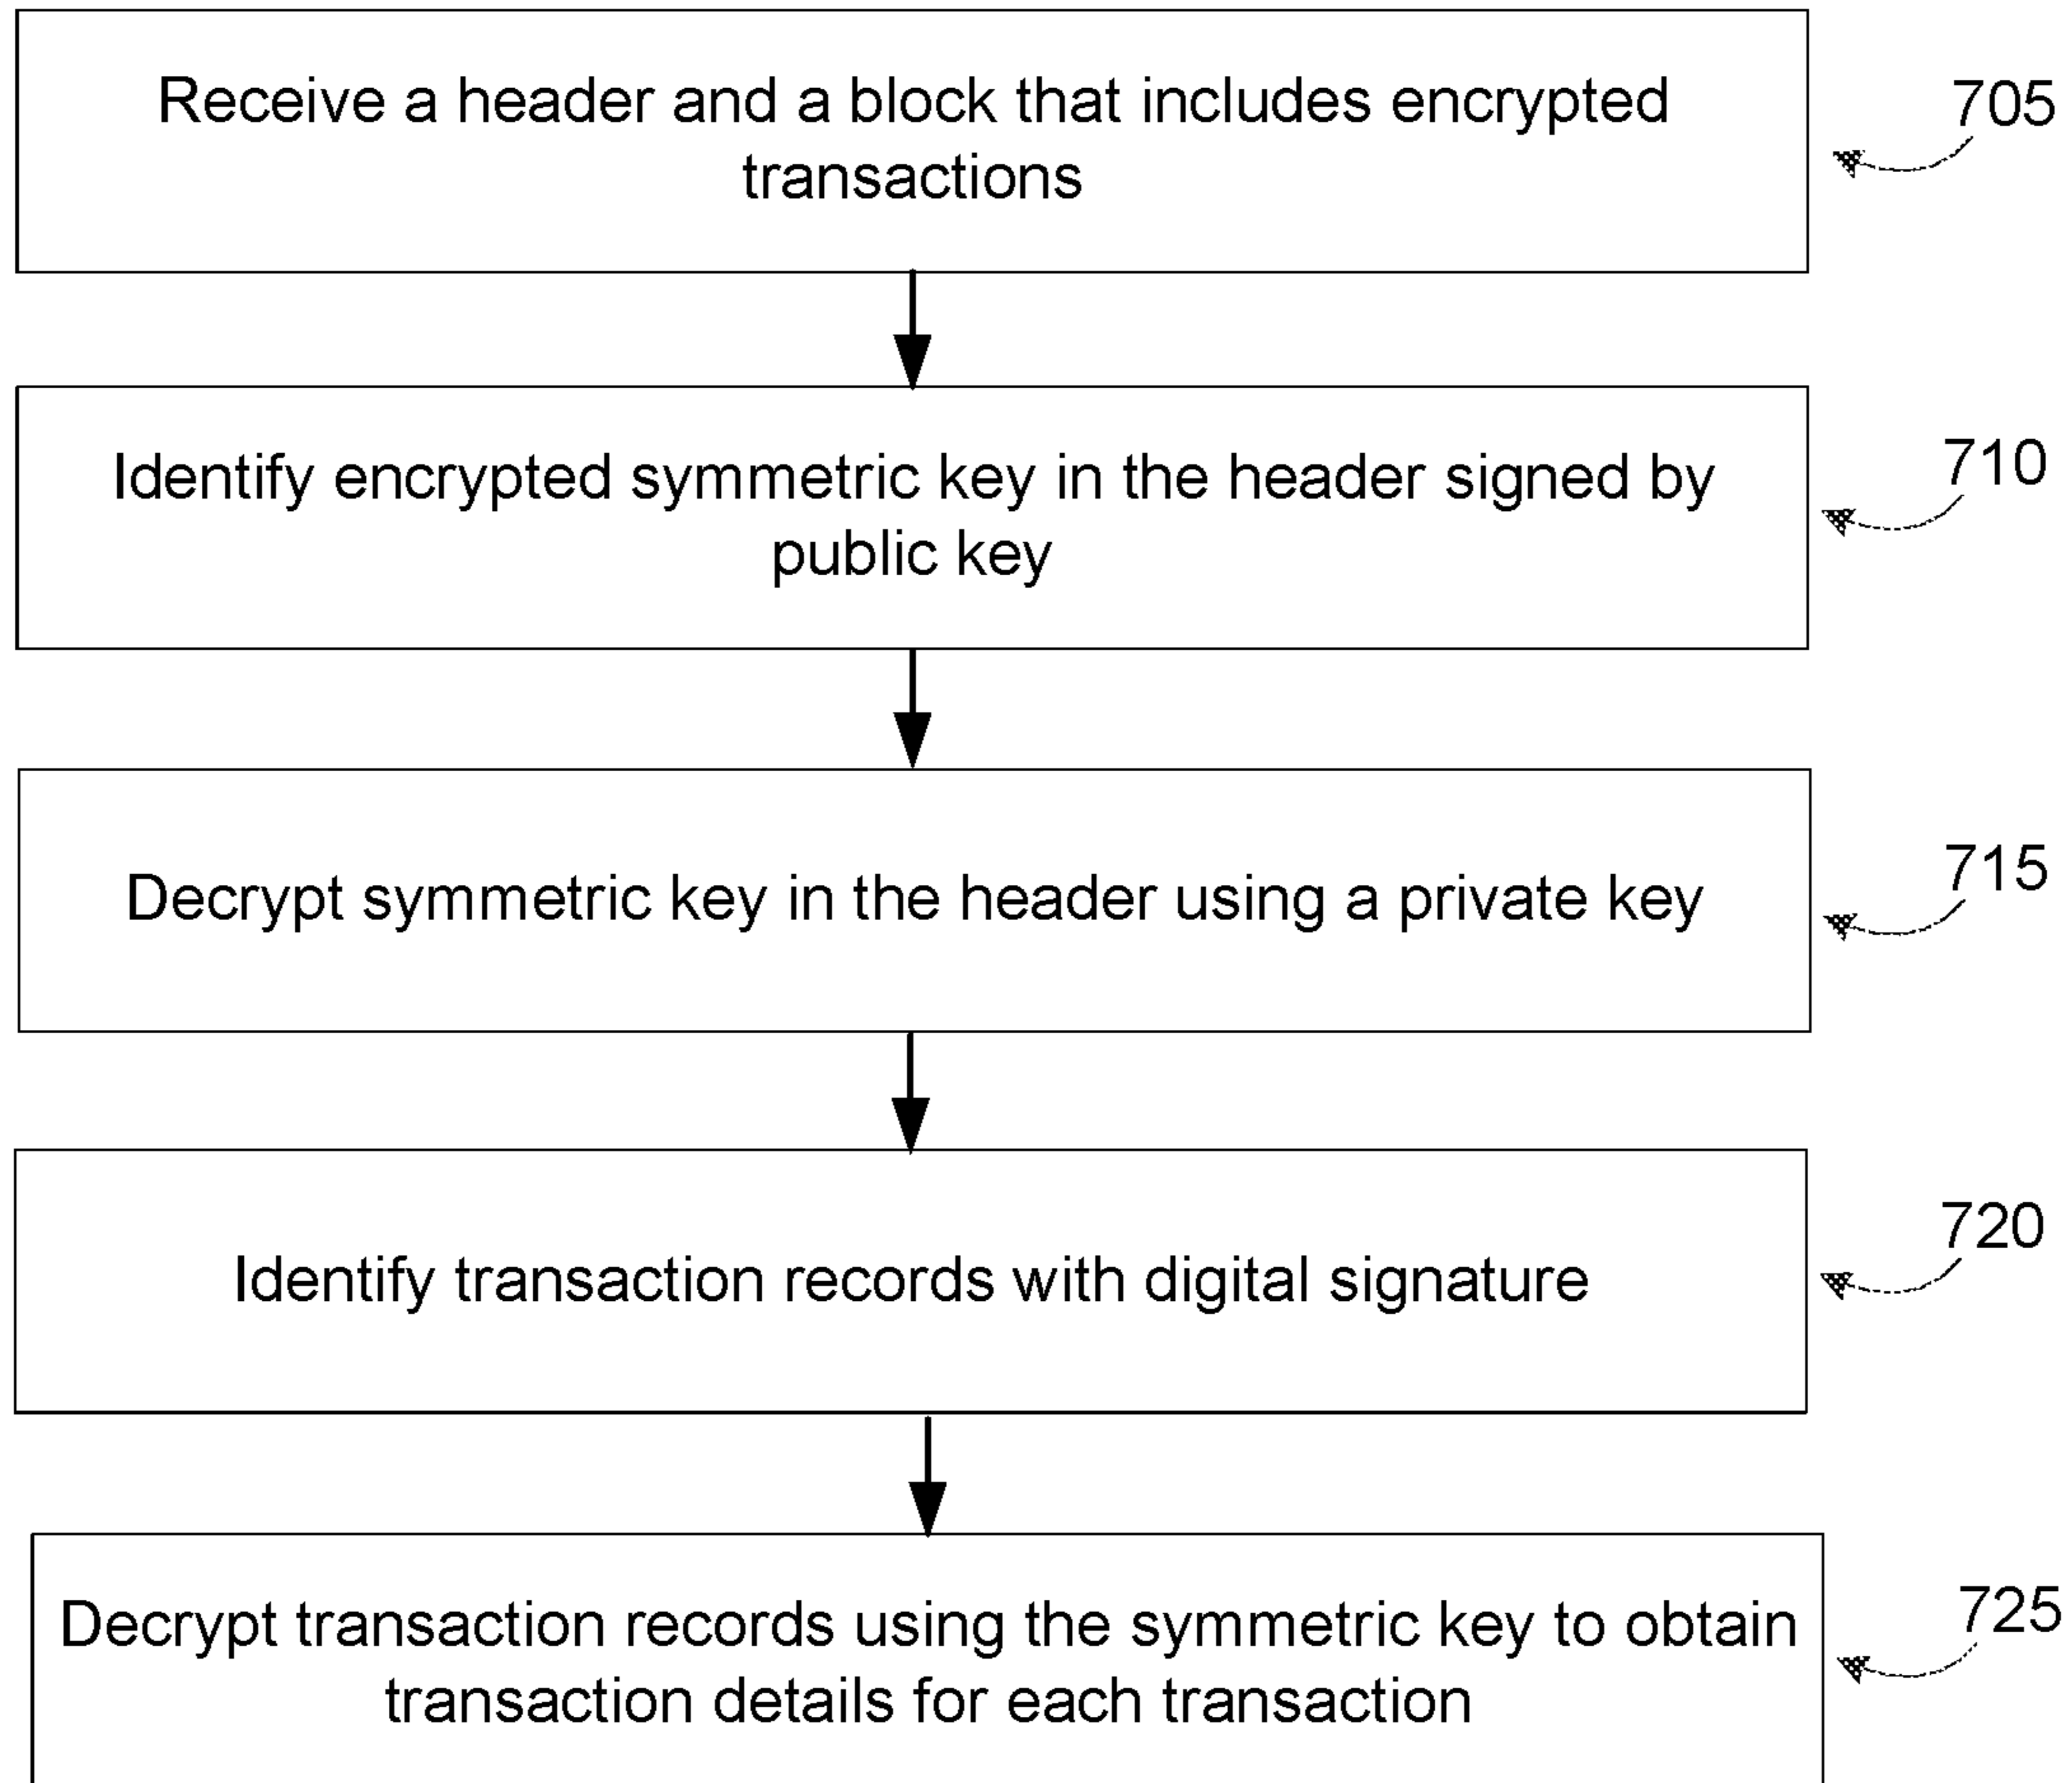 Receive a header and a block that includes encrypted
transactions
705
Identify encrypted symmetric key in the header signed by
public key
710
Decrypt symmetric key in the header using a private key
715
Identify transaction records with digital signature
720
Decrypt transaction records using the symmetric key to obtain
transaction details for each transaction
725